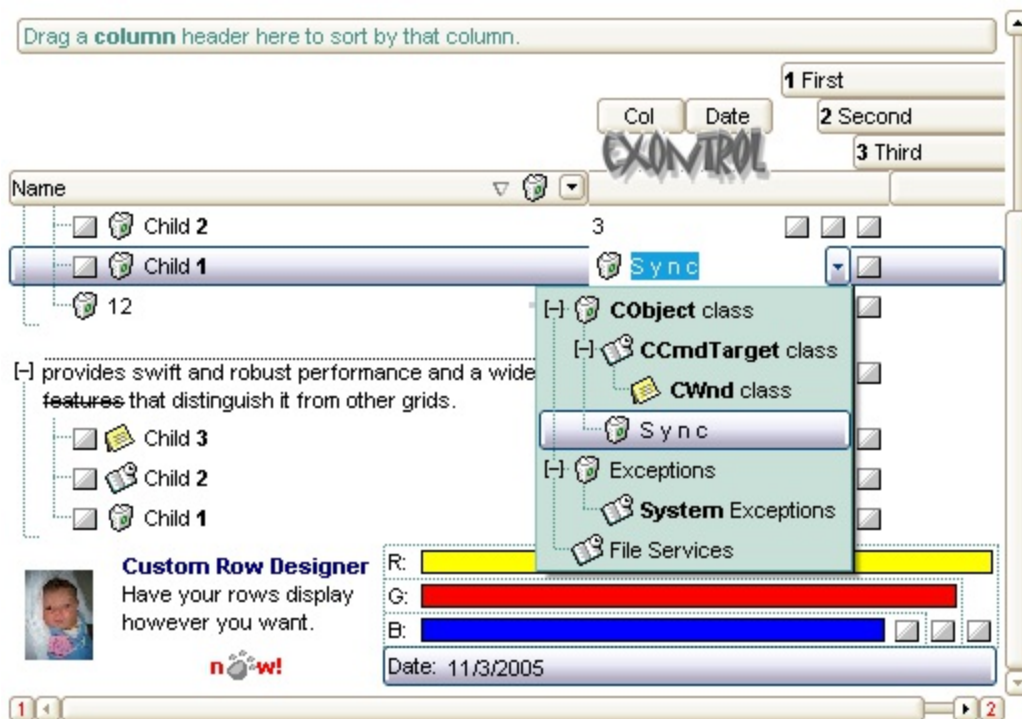 Drag a column header here to sort by that column.
1 First
Col Date 2 Second
EXONTROL 3 Third
Name
Child 2 3
Child 1 Sync
12
[-] CObject class
[-] CCmdTarget class
[-] provides swift and robust performance and a wide
CWnd class
features that distinguish it from other grids.
Child 3 Sync
Child 2 [-] Exceptions
Child 1 System Exceptions
File Services
Custom Row Designer R:
Have your rows display G:
however you want. B:
now! Date: 11/3/2005
1 2